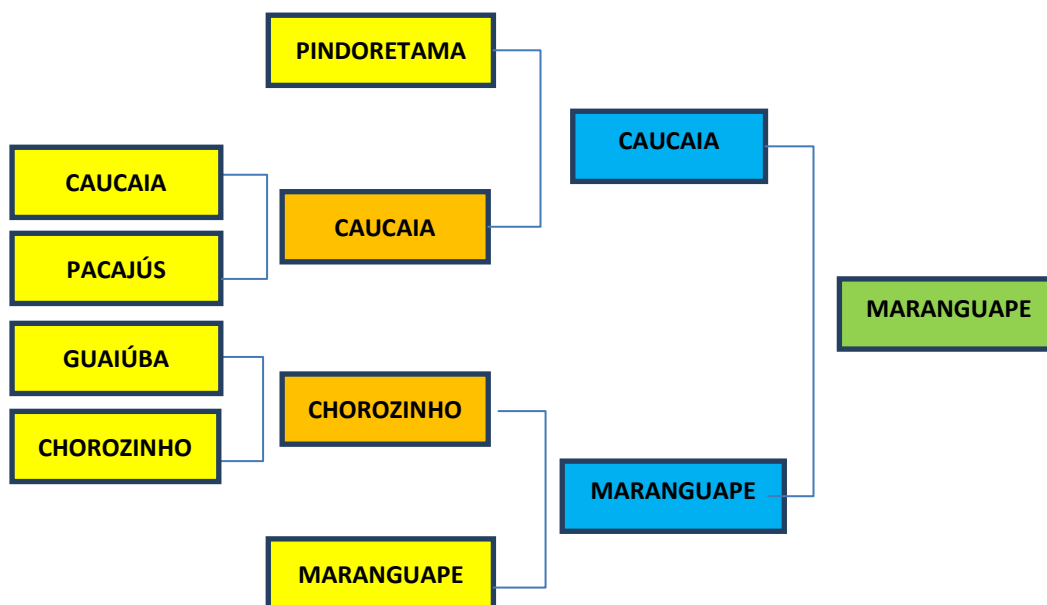 PINDORETAMA
CAUCAIA
CAUCAIA
CAUCAIA
PACAJÚS
MARANGUAPE
GUAIÚBA
CHOROZINHO
CHOROZINHO
MARANGUAPE
MARANGUAPE